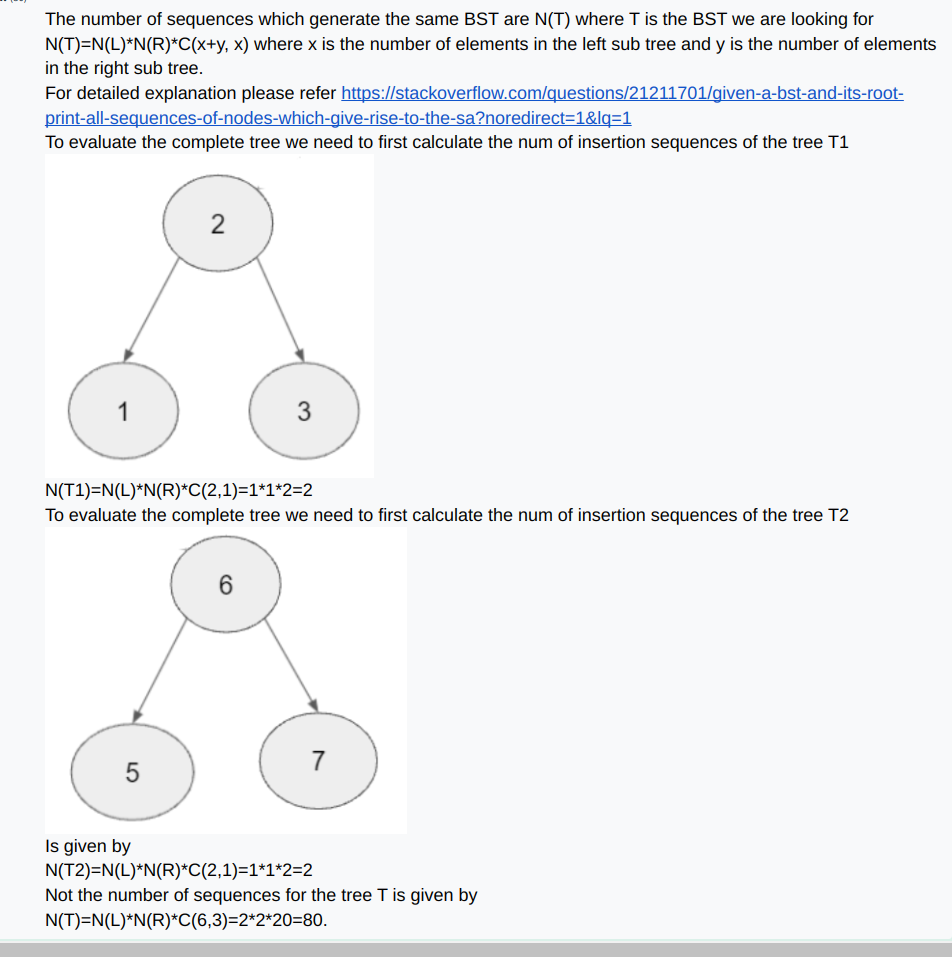 The number of sequences which generate the same BST are N(T) where T is the BST we are looking for
N(T)=N(L)*N(R)*C(x+y, x) where x is the number of elements in the left sub tree and y is the number of elements
in the right sub tree.
For detailed explanation please refer https://stackoverflow.com/questions/21211701/given-a-bst-and-its-root-
print-all-sequences-of-nodes-which-give-rise-to-the-sa?noredirect=1&lq=1
To evaluate the complete tree we need to first calculate the num of insertion sequences of the tree T1
2
1 3
N(T1)=N(L)*N(R)*C(2,1)=1*1*2=2
To evaluate the complete tree we need to first calculate the num of insertion sequences of the tree T2
6
5 7
Is given by
N(T2)=N(L)*N(R)*C(2,1)=1*1*2=2
Not the number of sequences for the tree T is given by
N(T)=N(L)*N(R)*C(6,3)=2*2*20=80.